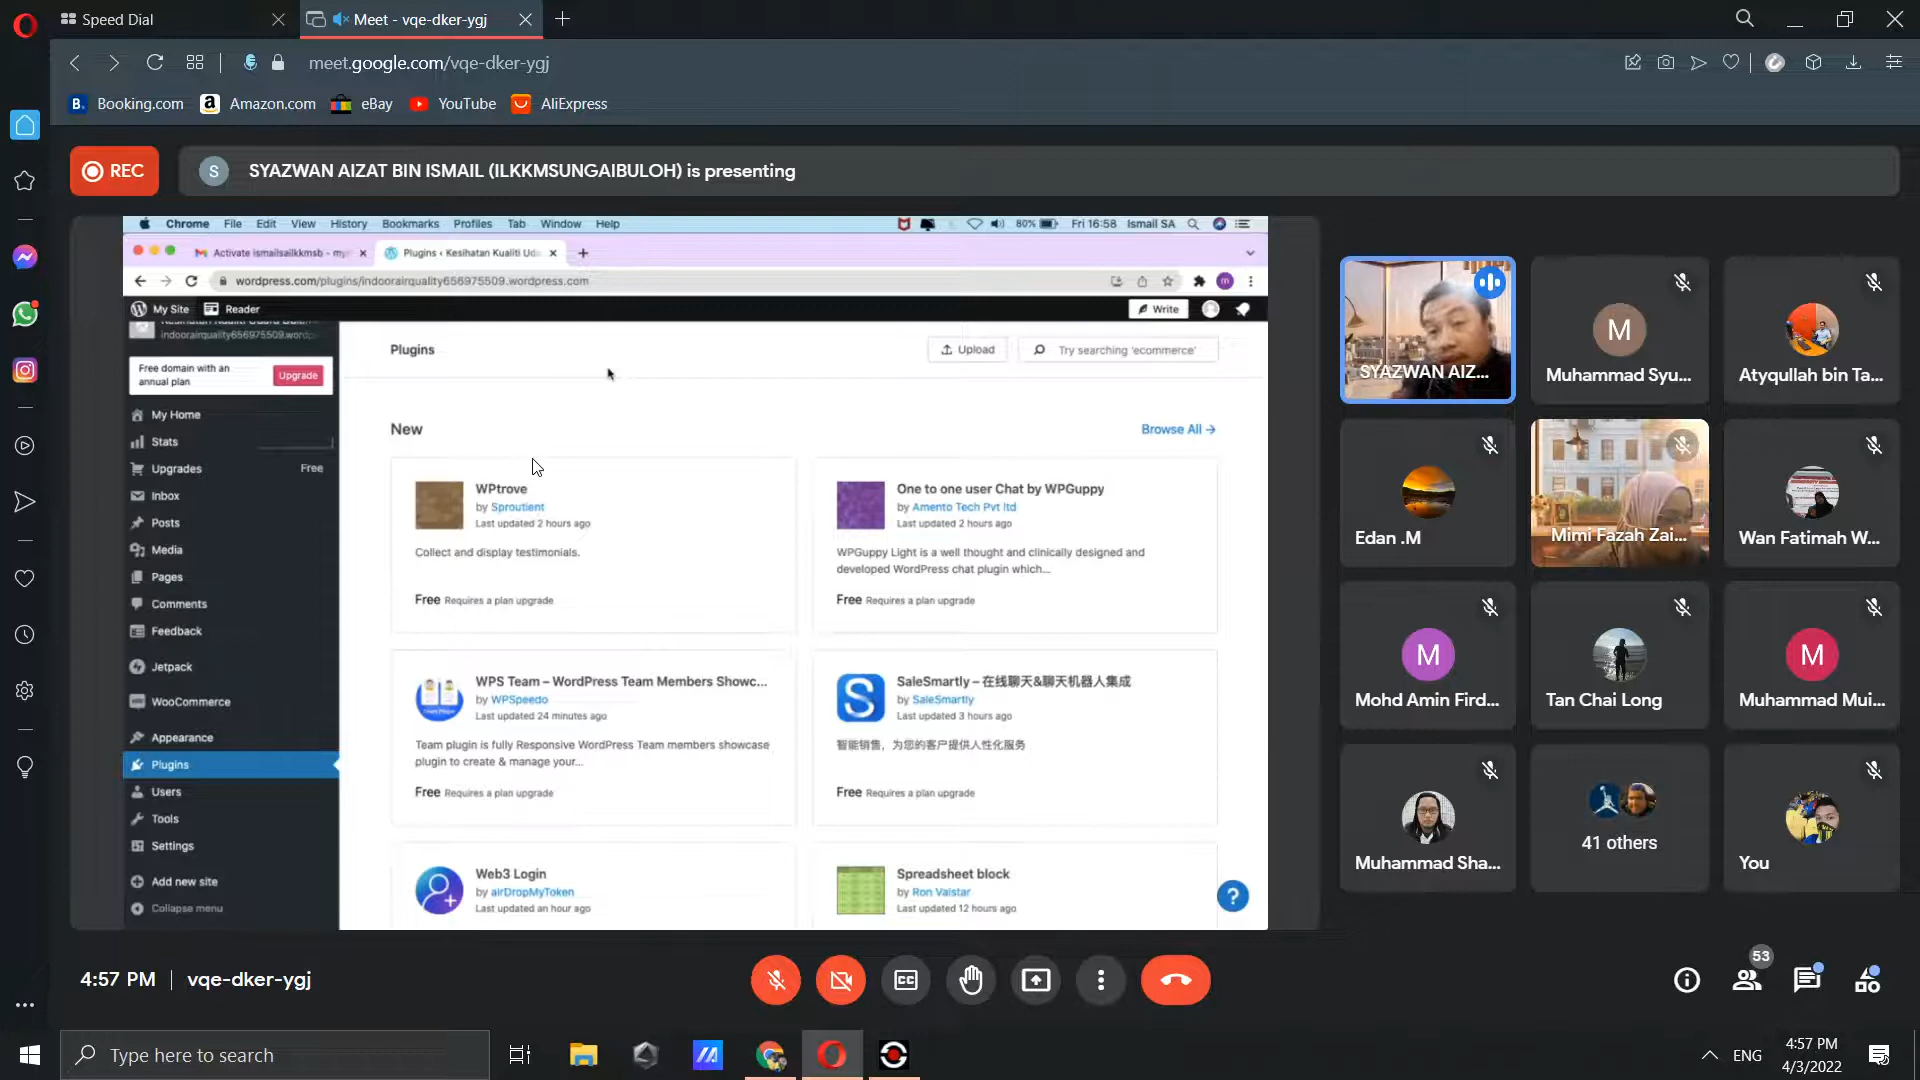 Speed Dial
Meet - vqe-dker-ygj
meet.google.com/vqe-dker-ygj
B. Booking.com
a Amazon.com
eBay
YouTube
AliExpress
REC
S
SYAZWAN AIZAT BIN ISMAIL (ILKKMSUNGAIBULOH) is presenting
Chrome File Edit View History Bookmarks Profiles Tab Window Help
80% Fri 16:58 Ismail SA
Activate ismailsailkkmsb - my
Plugins ‹ Kesihatan Kualiti Ud
wordpress.com/plugins/indoorairquality656975509.wordpress.com
m
My Site
Reader
Write
indoorairquality656975509.word
Free domain with an
annual plan
Upgrade
My Home
Stats
Upgrades Free
Inbox
Posts
Media
Pages
Comments
Feedback
Jetpack
WooCommerce
Appearance
Plugins
Users
Tools
Settings
Add new site
Collapse menu
Plugins
Upload
Try searching 'ecommerce'
New
Browse All →
WPtrove
by Sproutient
Last updated 2 hours ago
Collect and display testimonials.
Free Requires a plan upgrade
One to one user Chat by WPGuppy
by Amento Tech Pvt ltd
Last updated 2 hours ago
WPGuppy Light is a well thought and clinically designed and
developed WordPress chat plugin which...
Free Requires a plan upgrade
WPS Team – WordPress Team Members Showc...
by WPSpeedo
Last updated 24 minutes ago
Team plugin is fully Responsive WordPress Team members showcase
plugin to create & manage your...
Free Requires a plan upgrade
SaleSmartly – 在线聊天&聊天机器人集成
by SaleSmartly
Last updated 3 hours ago
智能销售，为您的客户提供人性化服务
Free Requires a plan upgrade
Web3 Login
by airDropMyToken
Last updated an hour ago
Spreadsheet block
by Ron Valstar
Last updated 12 hours ago
?
SYAZWAN AIZ...
M
Muhammad Syu...
Atyqullah bin Ta...
Edan .M
Mimi Fazah Zai...
Wan Fatimah W...
M
Mohd Amin Fird...
Tan Chai Long
M
Muhammad Mui...
Muhammad Sha...
41 others
You
4:57 PM | vqe-dker-ygj
53
Type here to search
ENG
4:57 PM
4/3/2022